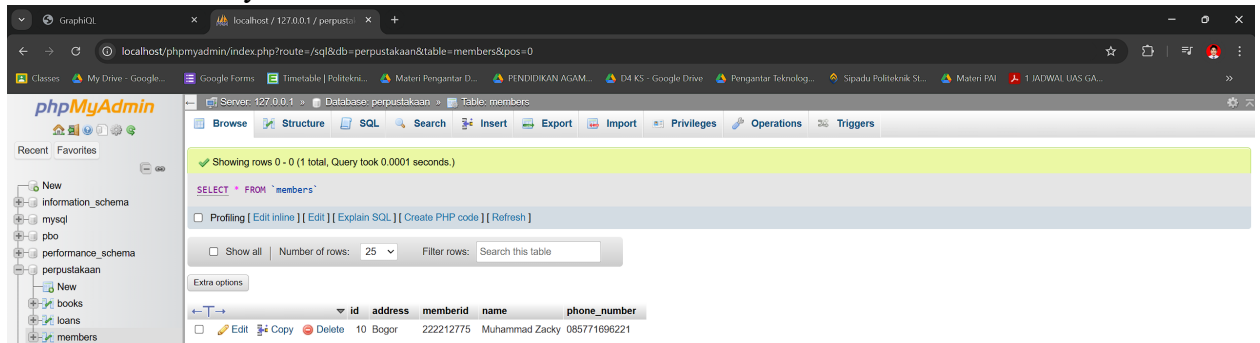 GraphiQL
localhost / 127.0.0.1 / perpustak
localhost/phpmyadmin/index.php?route=/sql&db=perpustakaan&table=members&pos=0
Classes My Drive - Google... Google Forms Timetable | Politekni... Materi Pengantar D... PENDIDIKAN AGAM... D4 KS - Google Drive Pengantar Teknolog... Sipadu Politeknik St... Materi PAI 1 JADWAL UAS GA... »
phpMyAdmin
Recent Favorites
New
information_schema
mysql
pbo
performance_schema
perpustakaan
New
books
loans
members
Server: 127.0.0.1 » Database: perpustakaan » Table: members
Browse Structure SQL Search Insert Export Import Privileges Operations Triggers
Showing rows 0 - 0 (1 total, Query took 0.0001 seconds.)
SELECT * FROM `members`
Profiling [ Edit inline ] [ Edit ] [ Explain SQL ] [ Create PHP code ] [ Refresh ]
Show all | Number of rows: 25 Filter rows: Search this table
Extra options
←T→ id address memberid name phone_number
Edit Copy Delete 10 Bogor 222212775 Muhammad Zacky 085771696221